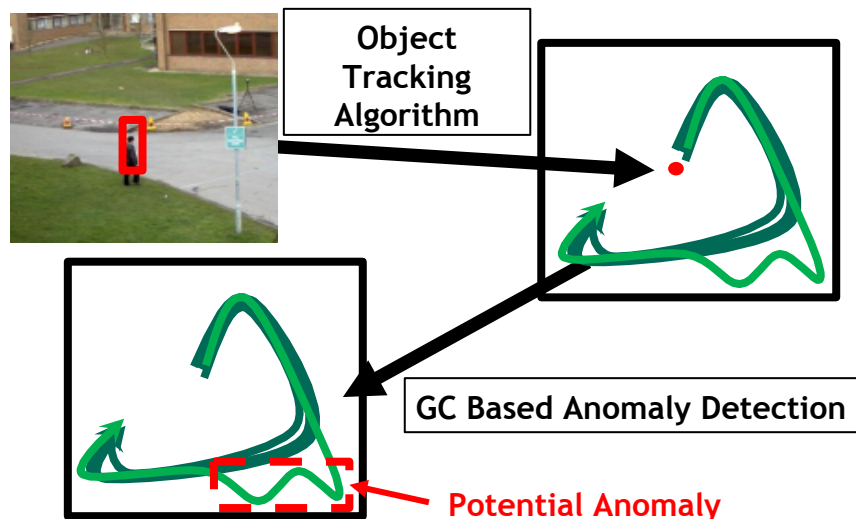 Object
Tracking
Algorithm
GC Based Anomaly Detection
Potential Anomaly